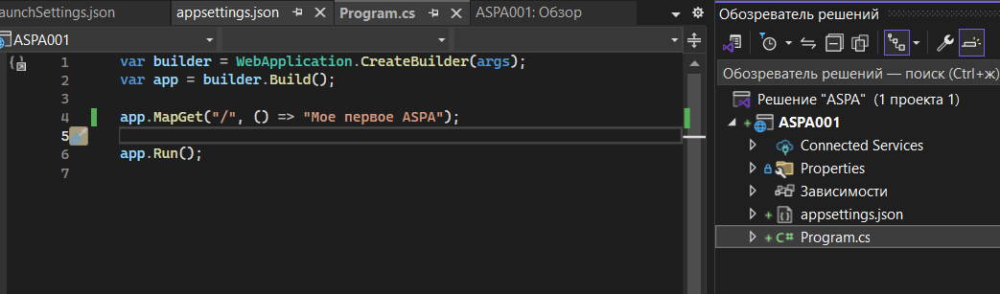 aunchSettings.json appsettings.json Program.cs ASPA001: Обзор
ASPA001
1 var builder = WebApplication.CreateBuilder(args);
2 var app = builder.Build();
3
4 app.MapGet("/", () => "Мое первое ASPA");
5
6 app.Run();
7
Обозреватель решений
Обозреватель решений — поиск (Ctrl+ж)
Решение "ASPA" (1 проекта 1)
ASPA001
Connected Services
Properties
Зависимости
appsettings.json
C# Program.cs